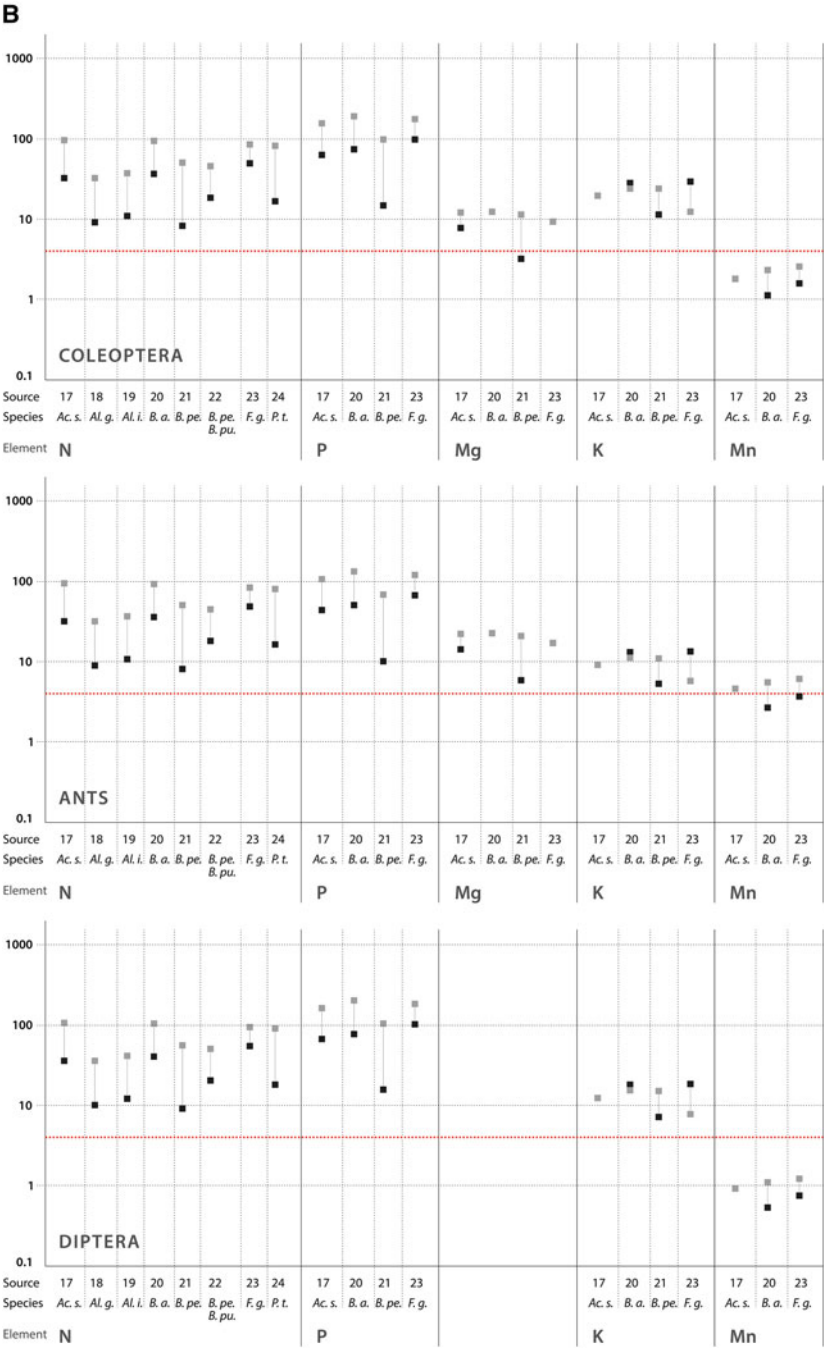 B
1000
100
10
1
0.1
COLEOPTERA
Source 17 18 19 20 21 22 23 24 17 20 21 23 17 20 21 23 17 20 21 23 17 20 23
Species Ac. s. Al. g. Al. i. B. a. B. pe. B. pe. F. g. P. t. Ac. s. B. a. B. pe. F. g. Ac. s. B. a. B. pe. F. g. Ac. s. B. a. B. pe. F. g. Ac. s. B. a. F. g.
B. pu.
Element N P Mg K Mn
1000
100
10
1
0.1
ANTS
Source 17 18 19 20 21 22 23 24 17 20 21 23 17 20 21 23 17 20 21 23 17 20 23
Species Ac. s. Al. g. Al. i. B. a. B. pe. B. pe. F. g. P. t. Ac. s. B. a. B. pe. F. g. Ac. s. B. a. B. pe. F. g. Ac. s. B. a. B. pe. F. g. Ac. s. B. a. F. g.
B. pu.
Element N P Mg K Mn
1000
100
10
1
0.1
DIPTERA
Source 17 18 19 20 21 22 23 24 17 20 21 23 17 20 21 23 17 20 23
Species Ac. s. Al. g. Al. i. B. a. B. pe. B. pe. F. g. P. t. Ac. s. B. a. B. pe. F. g. Ac. s. B. a. B. pe. F. g. Ac. s. B. a. F. g.
B. pu.
Element N P K Mn